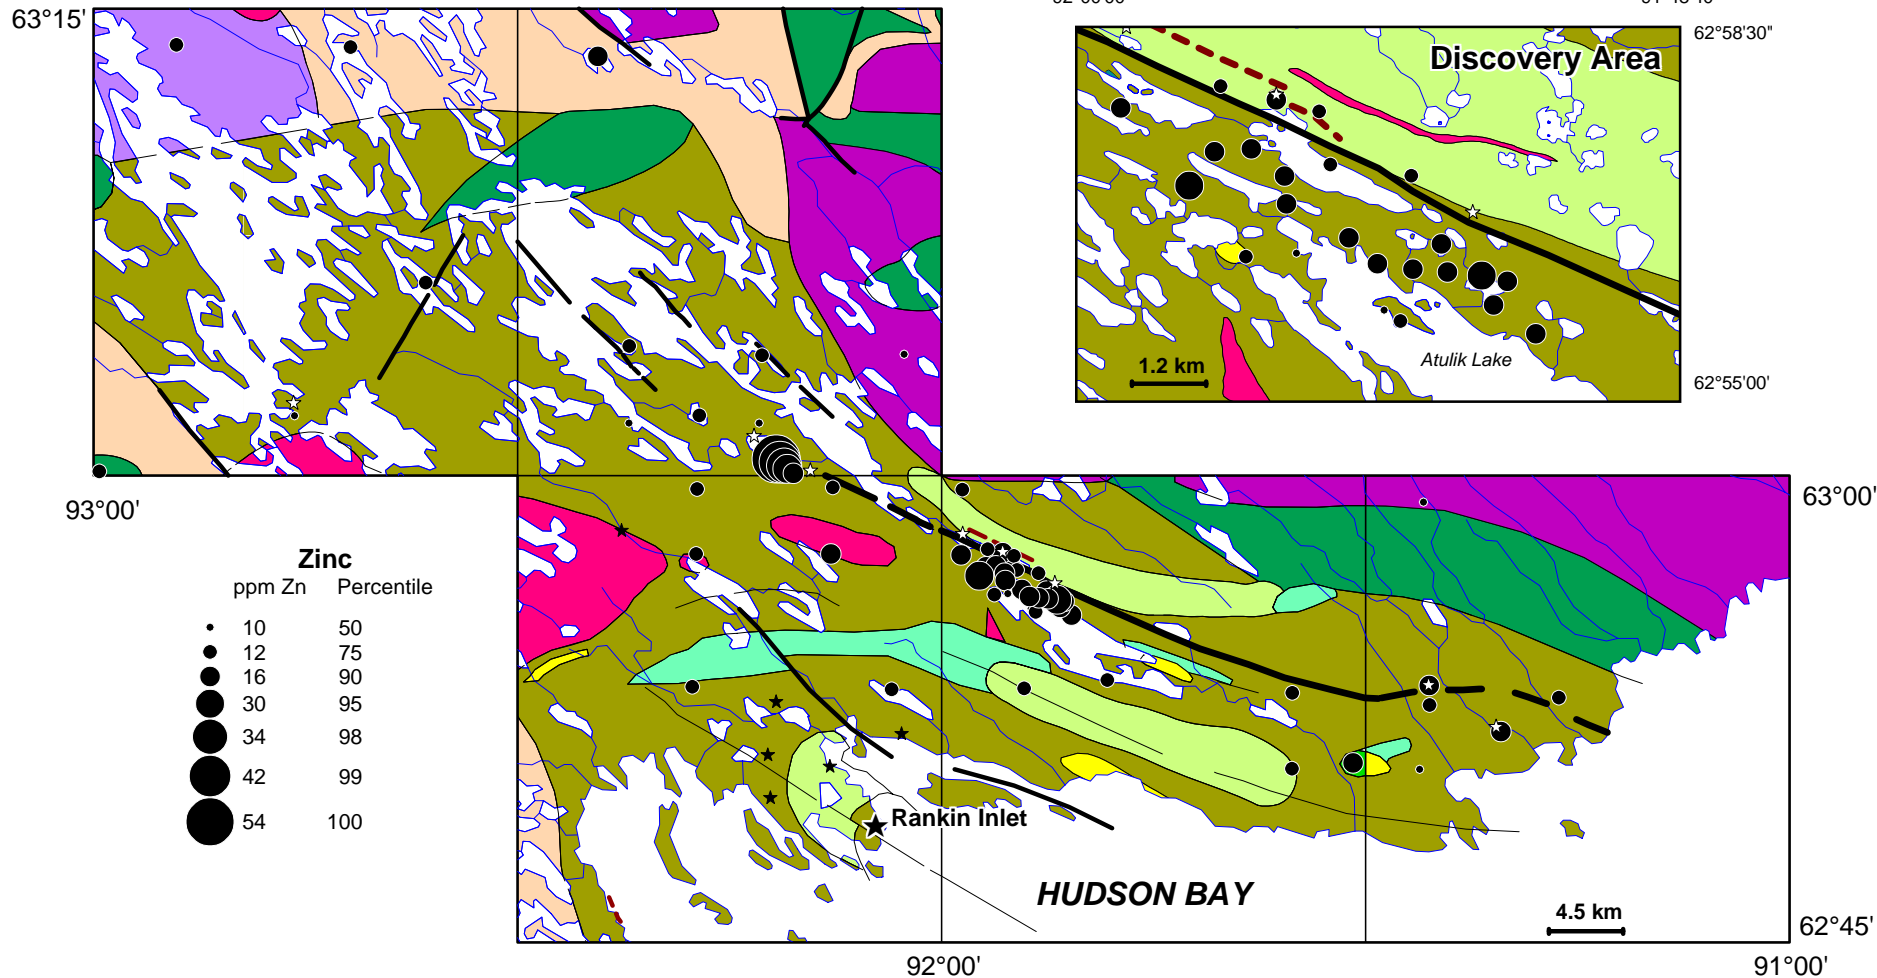 63°15'
62°58'30"
Discovery Area
1.2 km
Atulik Lake
62°55'00'
93°00'
63°00'
Zinc
ppm Zn Percentile
10 50
12 75
16 90
30 95
34 98
42 99
54 100
Rankin Inlet
HUDSON BAY
4.5 km
62°45'
92°00'
91°00'